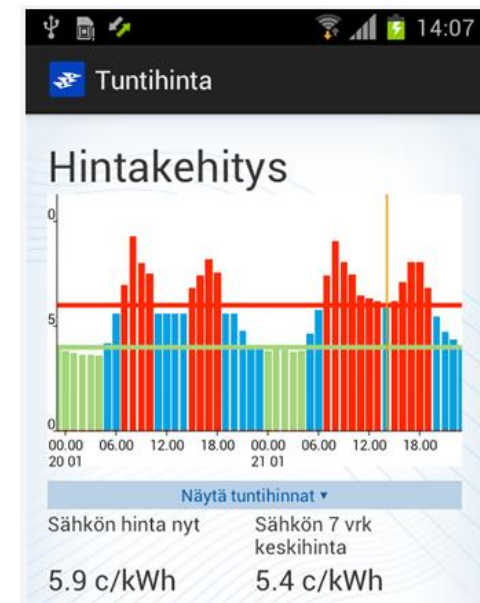 14:07
Tuntihinta
Hintakehitys
0
5
0
00.00 06.00 12.00 18.00 00.00 06.00 12.00 18.00
20 01 21 01
Näytä tuntihinnat ▾
Sähkön hinta nyt
Sähkön 7 vrk
keskihinta
5.9 c/kWh
5.4 c/kWh